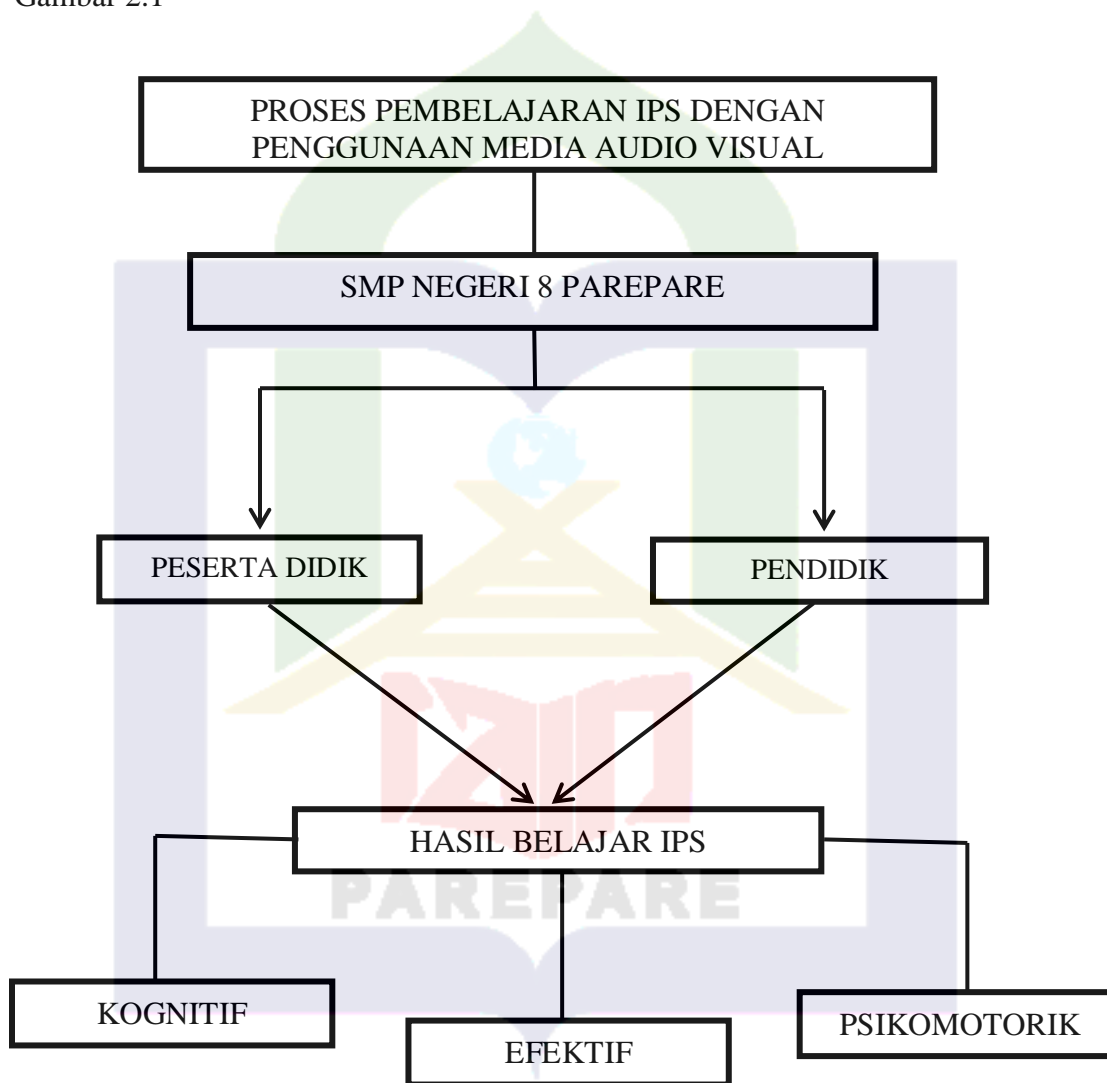 Gambar 2.1
PROSES PEMBELAJARAN IPS DENGAN
PENGGUNAAN MEDIA AUDIO VISUAL
SMP NEGERI 8 PAREPARE
PESERTA DIDIK
PENDIDIK
HASIL BELAJAR IPS
PAREPARE
KOGNITIF
EFEKTIF
PSIKOMOTORIK